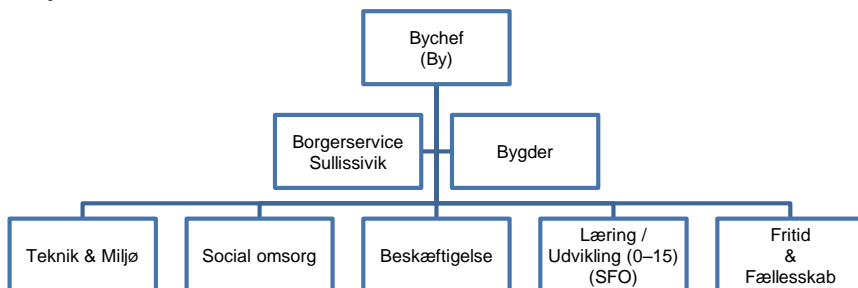 Bychef
(By)
Borgerservice
Sullissivik
Bygder
Teknik & Miljø
Social omsorg
Beskæftigelse
Læring /
Udvikling (0–15)
(SFO)
Fritid
&
Fællesskab